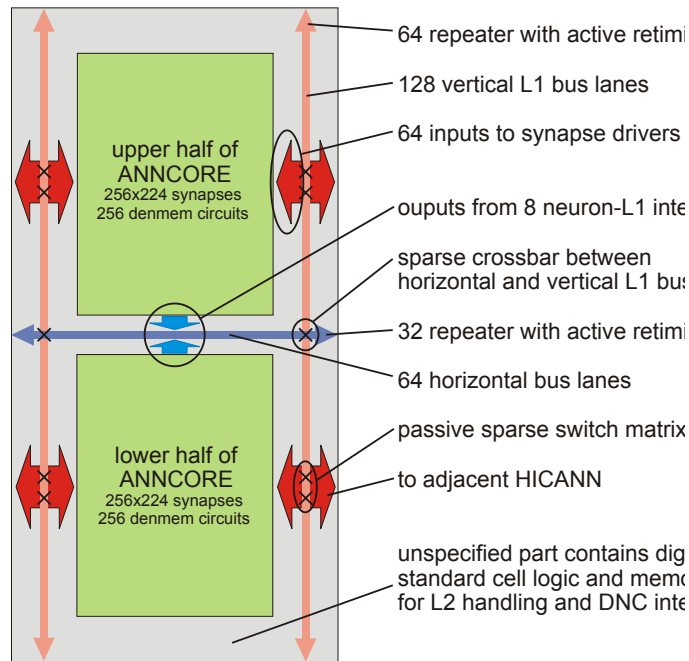 64 repeater with active retimi
128 vertical L1 bus lanes
64 inputs to synapse drivers
upper half of
ANNCORE
256x224 synapses
256 denmem circuits
ouputs from 8 neuron-L1 inte
sparse crossbar between
horizontal and vertical L1 bus
32 repeater with active retimi
64 horizontal bus lanes
passive sparse switch matrix
lower half of
ANNCORE
256x224 synapses
256 denmem circuits
to adjacent HICANN
unspecified part contains dig
standard cell logic and memo
for L2 handling and DNC inte